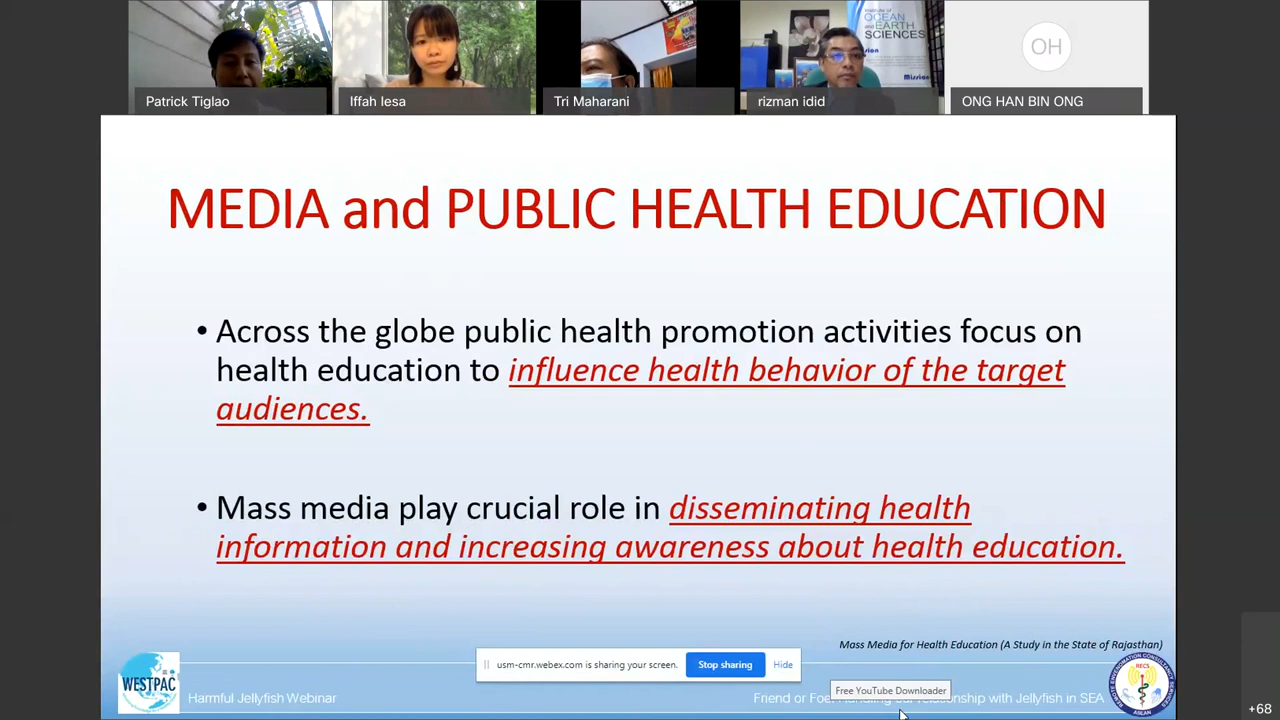 Institute of
OCEAN
and EARTH
SCIENCES
Mission
OH
Patrick Tiglao
Iffah Iesa
Tri Maharani
rizman idid
ONG HAN BIN ONG
MEDIA and PUBLIC HEALTH EDUCATION
• Across the globe public health promotion activities focus on
health education to influence health behavior of the target
audiences.
• Mass media play crucial role in disseminating health
information and increasing awareness about health education.
Mass Media for Health Education (A Study in the State of Rajasthan)
usm-cmr.webex.com is sharing your screen.
Stop sharing
Hide
WESTPAC
Harmful Jellyfish Webinar
Free YouTube Downloader
Friend or Foe
relationship with Jellyfish in SEA
RECS
+68